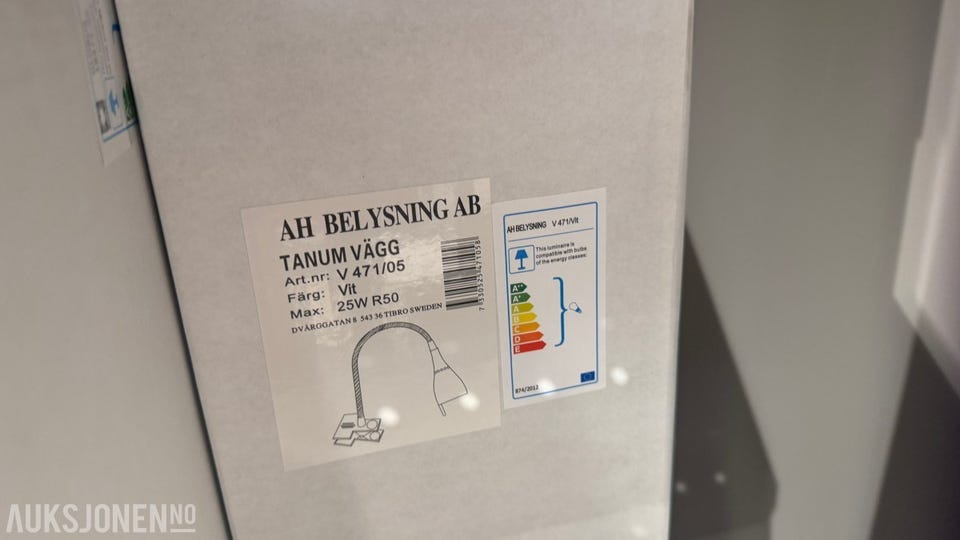 AH BELYSNING AB
TANUM VÄGG
Art.nr: V 471/05
Färg: Vit
Max: 25W R50
DVÄRGGATAN 8 543 36 TIBRO SWEDEN
7330525471058
AH BELYSNING V 471/Vit
This luminaire is
compatible with bulbs
of the energy classes:
A++
A+
A
B
C
D
E
874/2012
AUKSJONEN NO